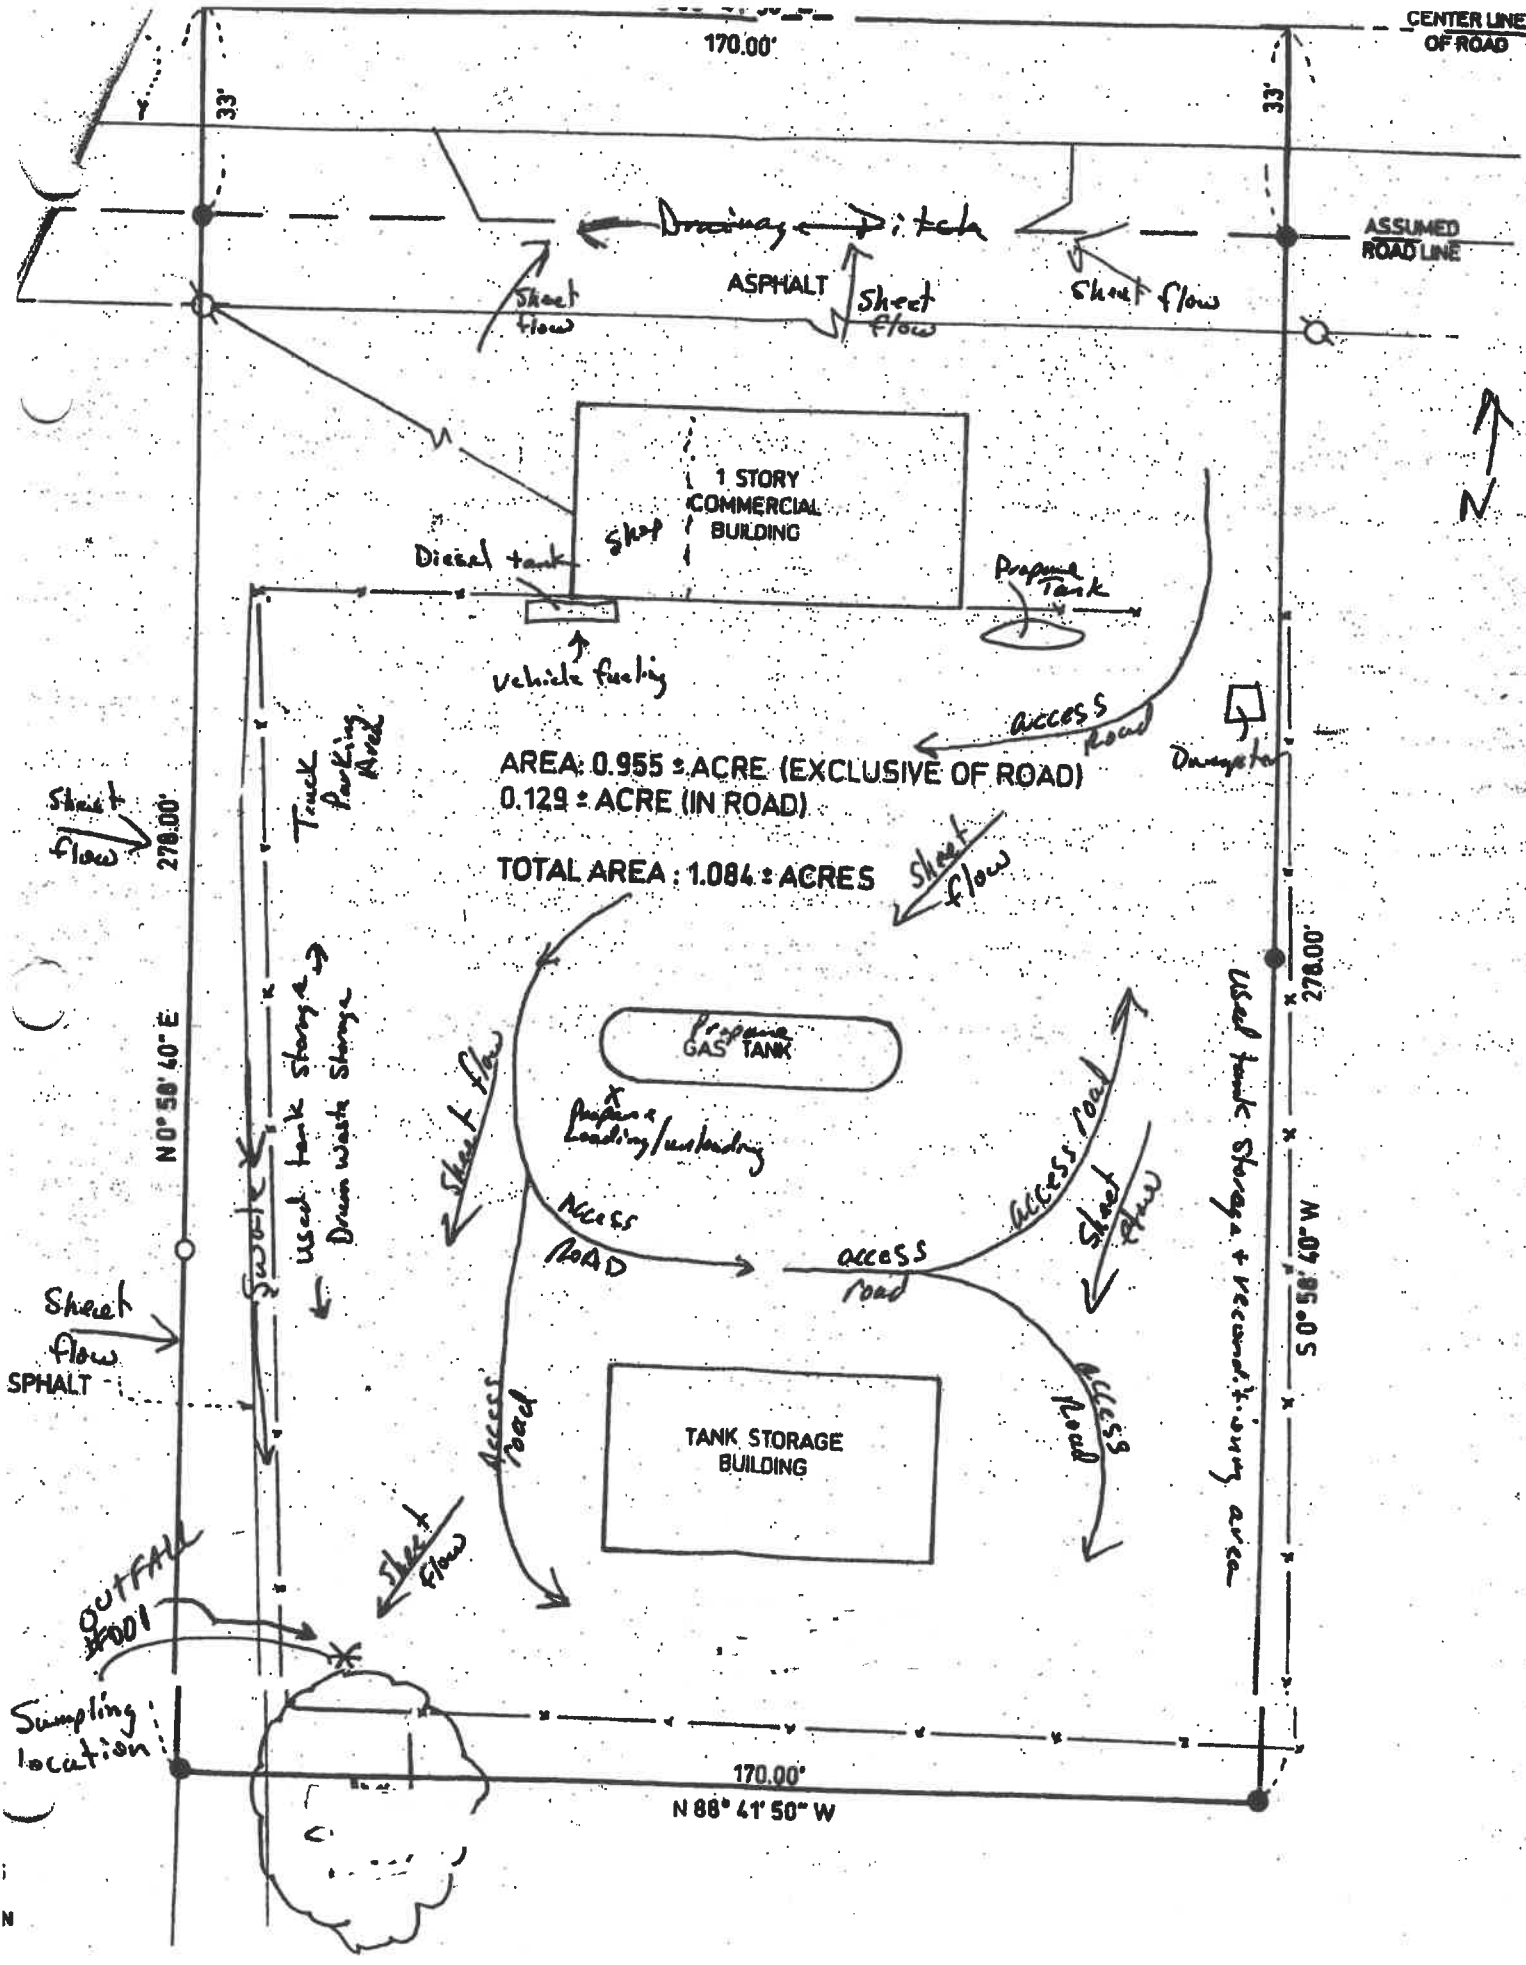 170.00'
CENTER LINE
OF ROAD
33'
33'
Drainage Ditch
ASSUMED
ROAD LINE
ASPHALT
Sheet
flow
Sheet
flow
Sheet flow
1 STORY
COMMERCIAL
BUILDING
Shop
N
Diesel tank
Propane
Tank
Vehicle fueling
access
Road
Dumpster
Truck
Parking
Area
AREA: 0.955 ± ACRE (EXCLUSIVE OF ROAD)
0.129 ± ACRE (IN ROAD)
TOTAL AREA : 1.084 ± ACRES
Sheet
flow
278.00'
Sheet
flow
278.00'
N 0° 58' 40" E
used tank storage
Drum waste storage
Sheet flow
Propane
GAS TANK
x
Propane
Loading/unloading
access road
Sheet
flow
Used tank storage & reconditioning area
Swale
ACCESS
ROAD
access
road
S 0° 58' 40" W
Sheet
flow
SPHALT
Access
road
ACCESS
Road
TANK STORAGE
BUILDING
Sheet
flow
OUTFALL
#001
Sampling
location
170.00'
N 88° 41' 50" W
N